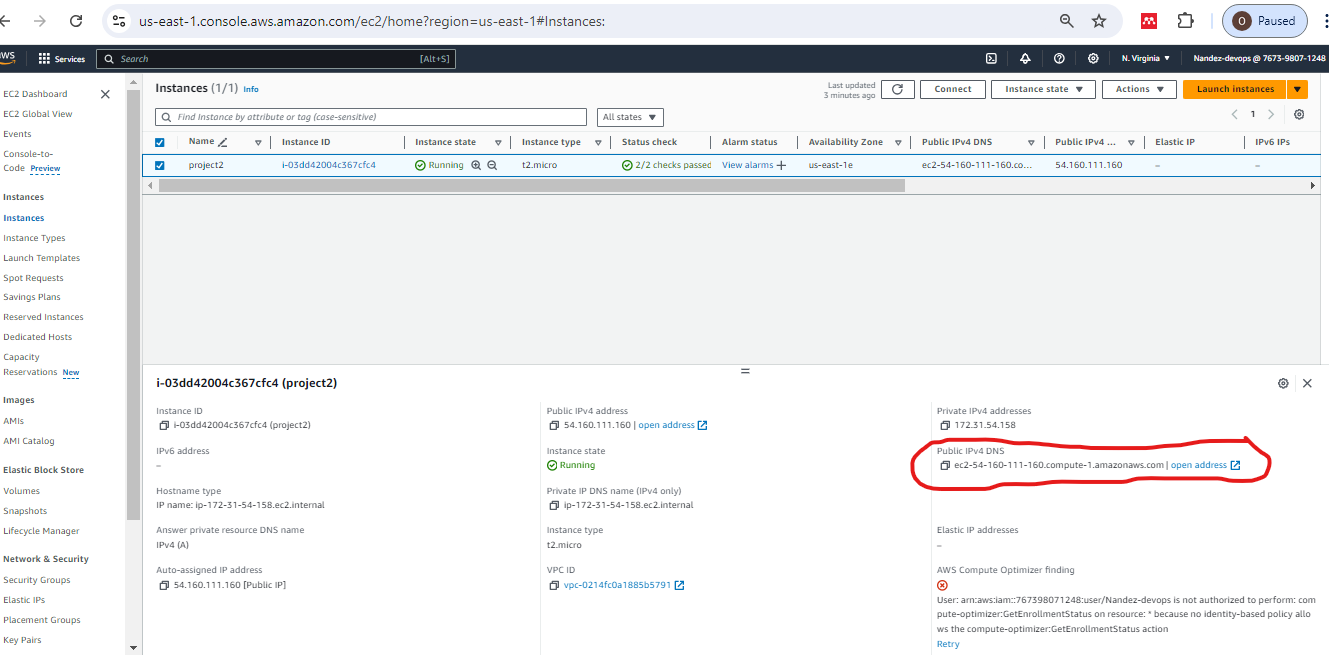 us-east-1.console.aws.amazon.com/ec2/home?region=us-east-1#Instances:
O Paused
aws Services Search [Alt+S] N. Virginia ▼ Nandez-devops @ 7673-9807-1248
EC2 Dashboard
EC2 Global View
Events
Console-to-
Code Preview
Instances
Instances
Instance Types
Launch Templates
Spot Requests
Savings Plans
Reserved Instances
Dedicated Hosts
Capacity
Reservations New
Images
AMIs
AMI Catalog
Elastic Block Store
Volumes
Snapshots
Lifecycle Manager
Network & Security
Security Groups
Elastic IPs
Placement Groups
Key Pairs
Instances (1/1) Info
Last updated
3 minutes ago
Connect Instance state ▼ Actions ▼ Launch instances ▼
Find Instance by attribute or tag (case-sensitive) All states ▼
< 1 >
Name Instance ID Instance state Instance type Status check Alarm status Availability Zone Public IPv4 DNS Public IPv4 ... Elastic IP IPv6 IPs
project2 i-03dd42004c367cfc4 Running t2.micro 2/2 checks passed View alarms + us-east-1e ec2-54-160-111-160.co... 54.160.111.160 – –
i-03dd42004c367cfc4 (project2)
Instance ID
i-03dd42004c367cfc4 (project2)
IPv6 address
–
Hostname type
IP name: ip-172-31-54-158.ec2.internal
Answer private resource DNS name
IPv4 (A)
Auto-assigned IP address
54.160.111.160 [Public IP]
Public IPv4 address
54.160.111.160 | open address
Instance state
Running
Private IP DNS name (IPv4 only)
ip-172-31-54-158.ec2.internal
Instance type
t2.micro
VPC ID
vpc-0214fc0a1885b5791
Private IPv4 addresses
172.31.54.158
Public IPv4 DNS
ec2-54-160-111-160.compute-1.amazonaws.com | open address
Elastic IP addresses
–
AWS Compute Optimizer finding
User: arn:aws:iam::767398071248:user/Nandez-devops is not authorized to perform: com
pute-optimizer:GetEnrollmentStatus on resource: * because no identity-based policy allo
ws the compute-optimizer:GetEnrollmentStatus action
Retry